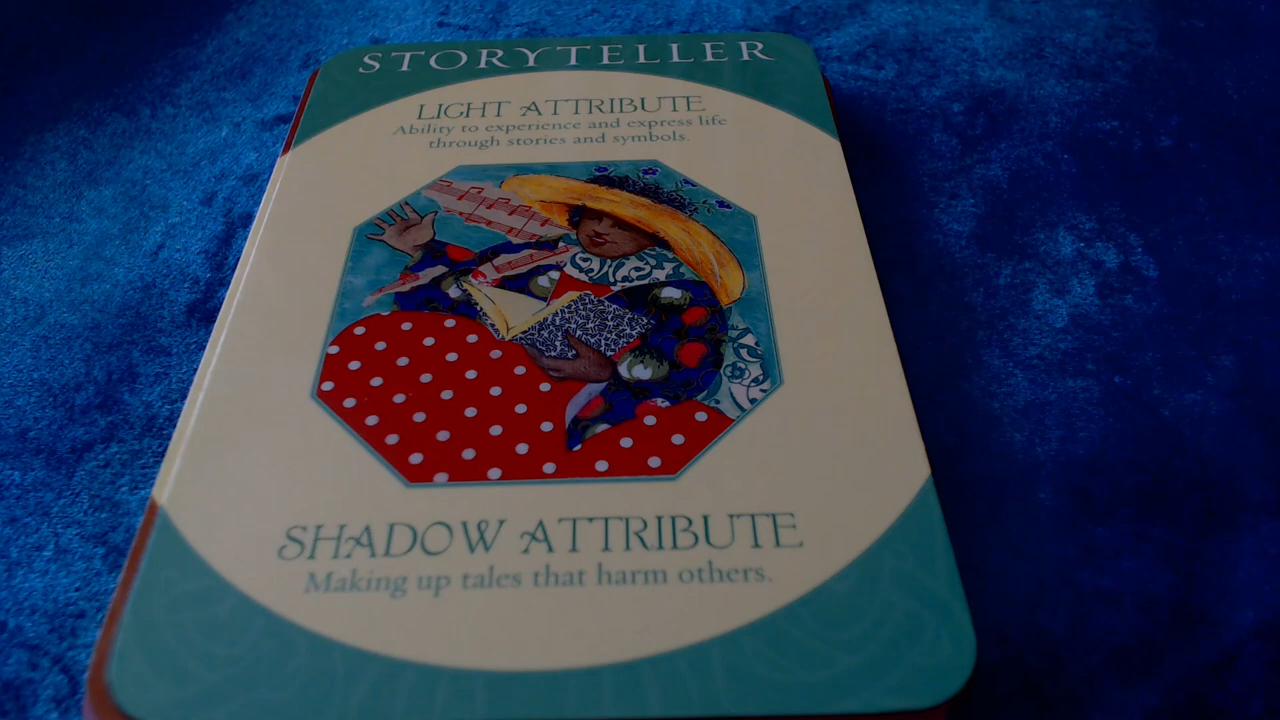 STORYTELLER
LIGHT ATTRIBUTE
Ability to experience and express life
through stories and symbols.
SHADOW ATTRIBUTE
Making up tales that harm others.